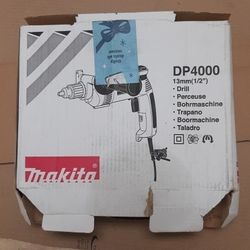 DP4000
13mm(1/2")
• Drill
• Perceuse
• Bohrmaschine
• Trapano
• Boormachine
• Taladro
makita